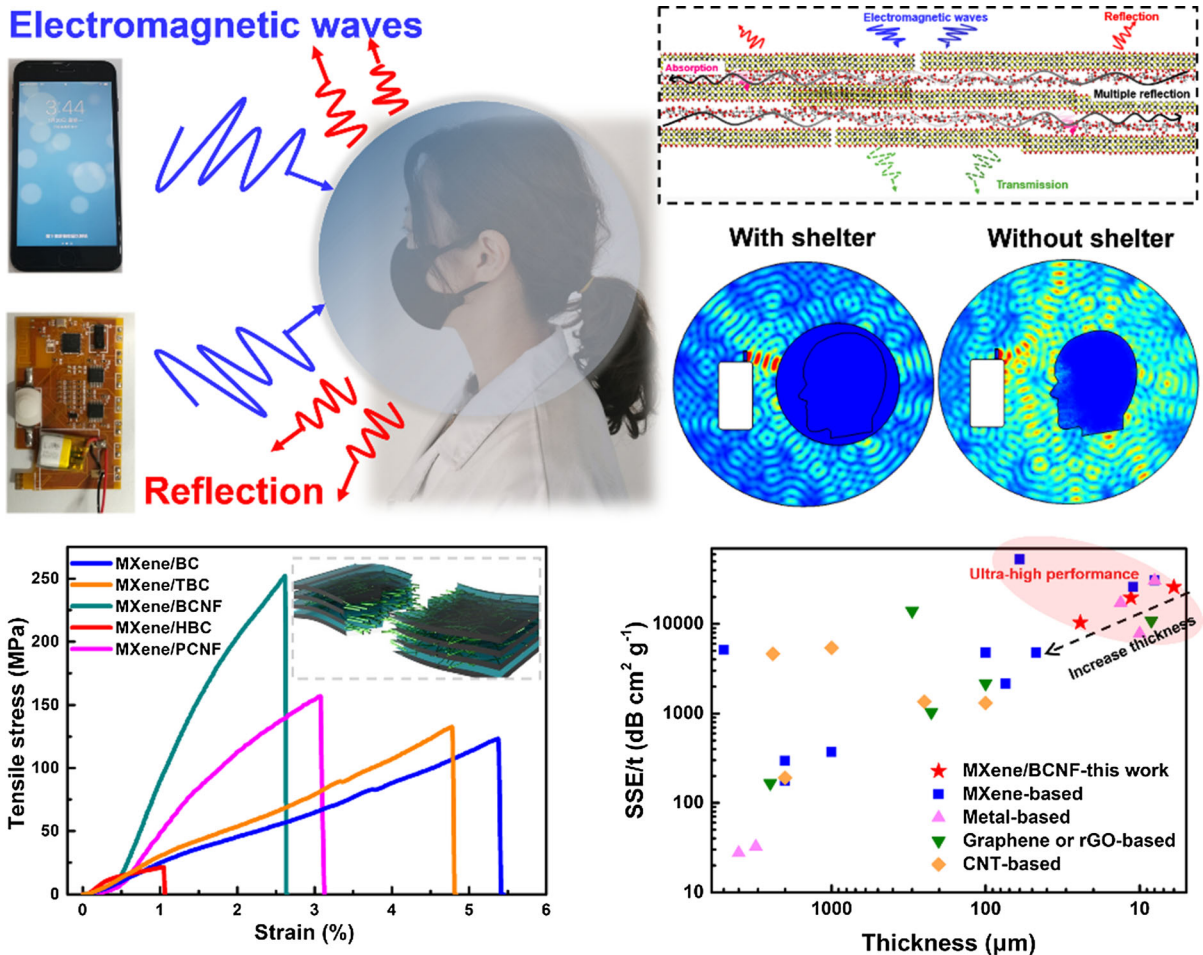 Electromagnetic waves
3:44
Reflection
Electromagnetic waves
Reflection
Absorption
Multiple reflection
Transmission
With shelter
Without shelter
MXene/BC
MXene/TBC
MXene/BCNF
MXene/HBC
MXene/PCNF
Tensile stress (MPa)
250
200
150
100
50
0
0 1 2 3 4 5 6
Strain (%)
SSE/t (dB cm² g⁻¹)
10000
1000
100
10
Ultra-high performance
Increase thickness
MXene/BCNF-this work
MXene-based
Metal-based
Graphene or rGO-based
CNT-based
1000 100 10
Thickness (μm)